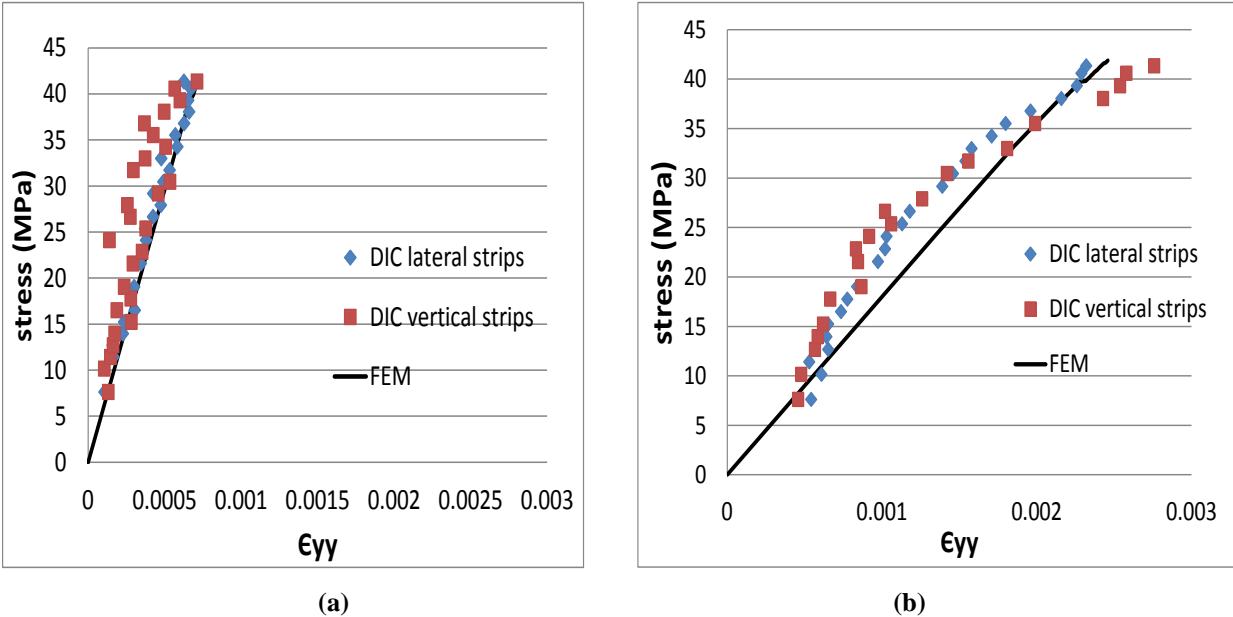 45
40
35
30
25
20
15
10
5
0
stress (MPa)
DIC lateral strips
DIC vertical strips
FEM
0 0.0005 0.001 0.0015 0.002 0.0025 0.003
Єyy
(a)
45
40
35
30
25
20
15
10
5
0
stress (MPa)
DIC lateral strips
DIC vertical strips
FEM
0 0.001 0.002 0.003
Єyy
(b)